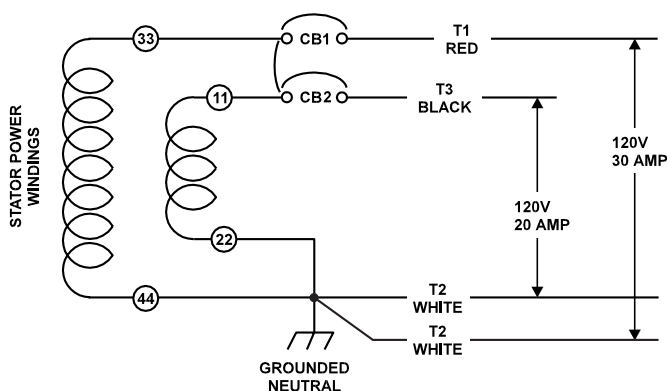 33
CB1
T1
RED
11
CB2
T3
BLACK
STATOR POWER
WINDINGS
120V
30 AMP
120V
20 AMP
22
44
T2
WHITE
T2
WHITE
GROUNDED
NEUTRAL